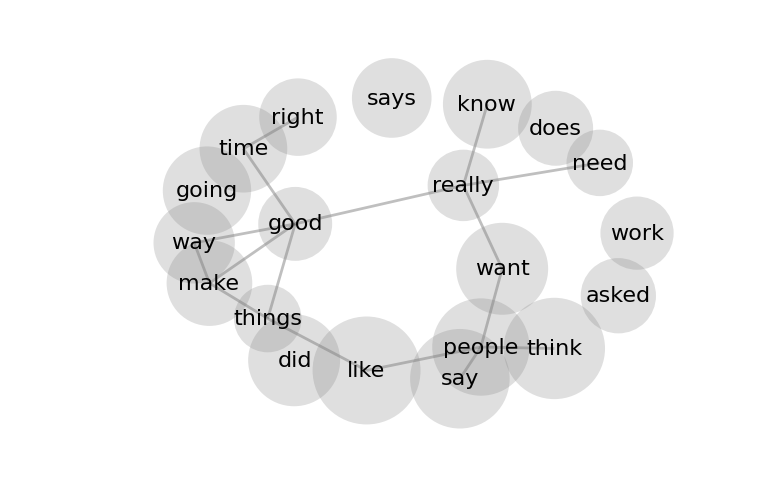 says
know
right
does
time
need
really
going
good
work
way
want
make
asked
things
people
think
did
like
say